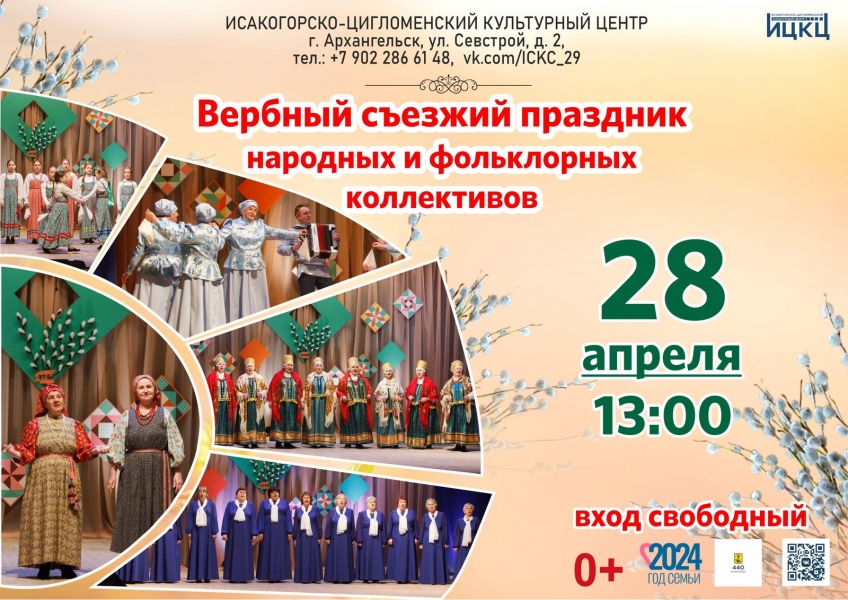 ИСАКОГОРСКО-ЦИГЛОМЕНСКИЙ КУЛЬТУРНЫЙ ЦЕНТР
г. Архангельск, ул. Севстрой, д. 2,
тел.: +7 902 286 61 48, vk.com/ICKC_29
ИЦКЦ
Вербный съезжий праздник
народных и фольклорных
коллективов
28
апреля
13:00
вход свободный
0+
2024
ГОД СЕМЬИ
440